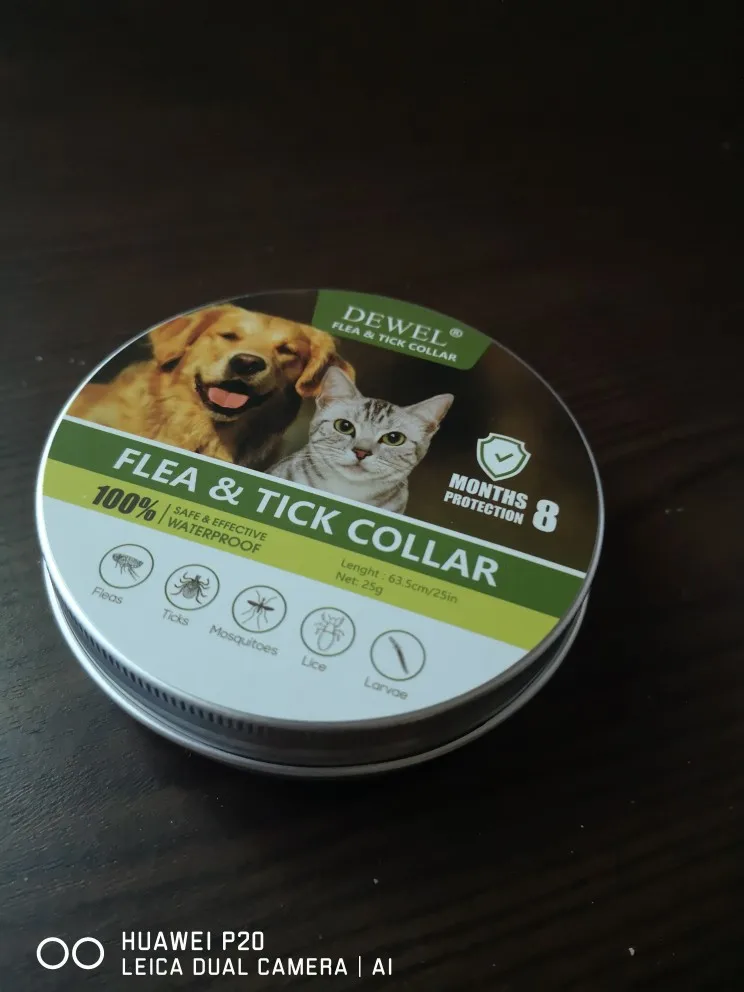 DEWEL®
FLEA & TICK COLLAR
MONTHS 8
PROTECTION
FLEA & TICK COLLAR
100% SAFE & EFFECTIVE
WATERPROOF
Lenght : 63.5cm/25in
Net: 25g
Fleas
Ticks
Mosquitoes
Lice
Larvae
HUAWEI P20
LEICA DUAL CAMERA | AI